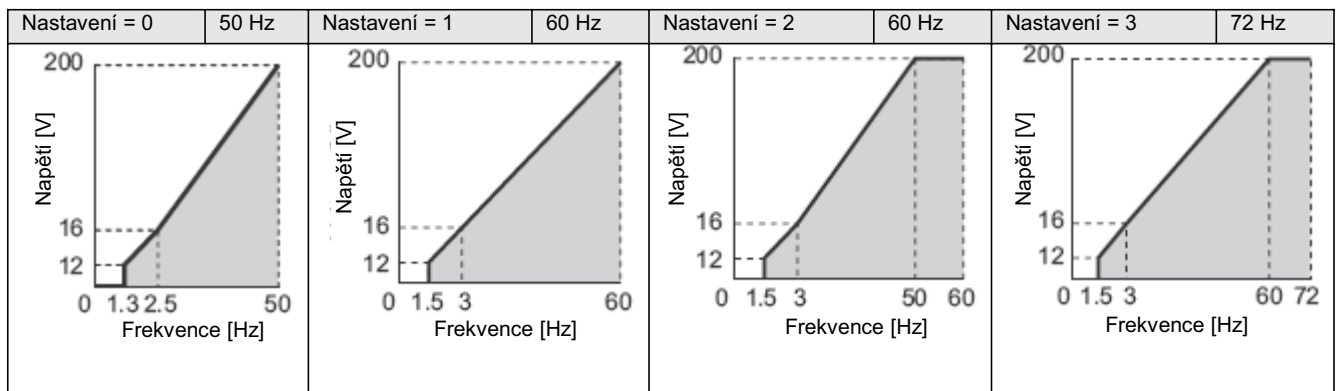 Nastavení = 0 50 Hz
200
Napětí [V]
16
12
0 1.3 2.5 50
Frekvence [Hz]
Nastavení = 1 60 Hz
200
Napětí [V]
16
12
0 1.5 3 60
Frekvence [Hz]
Nastavení = 2 60 Hz
200
Napětí [V]
16
12
0 1.5 3 50 60
Frekvence [Hz]
Nastavení = 3 72 Hz
200
Napětí [V]
16
12
0 1.5 3 60 72
Frekvence [Hz]